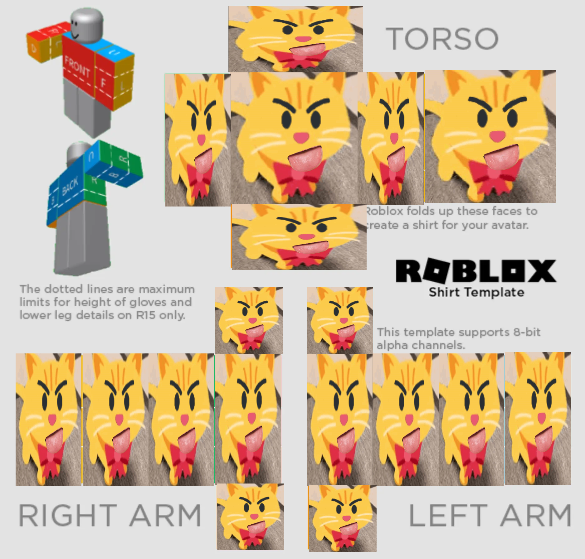 TORSO
FRONT
F
L
BACK
Roblox folds up these faces to
create a shirt for your avatar.
ROBLOX
Shirt Template
The dotted lines are maximum
limits for height of gloves and
lower leg details on R15 only.
This template supports 8-bit
alpha channels.
RIGHT ARM
LEFT ARM